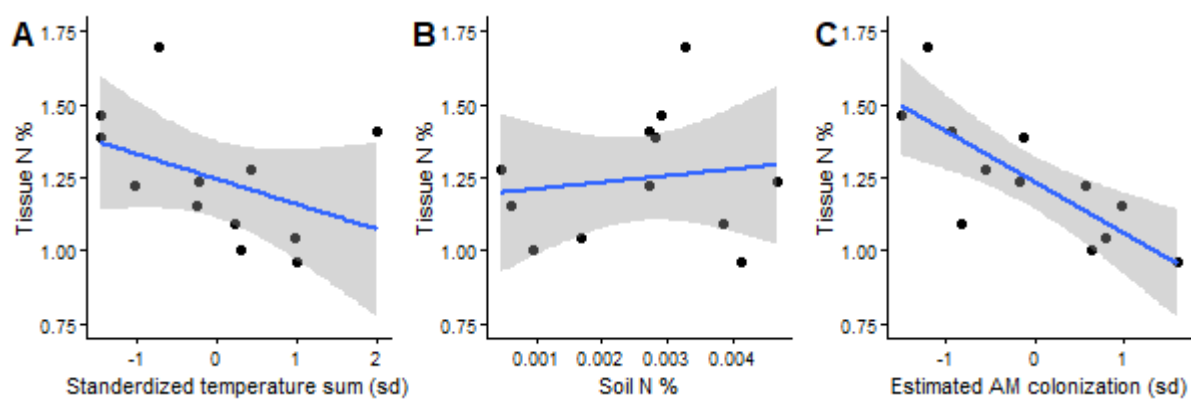 A
Tissue N %
1.75
1.50
1.25
1.00
0.75
-1
0
1
2
Standerdized temperature sum (sd)
B
Tissue N %
1.75
1.50
1.25
1.00
0.75
0.001
0.002
0.003
0.004
Soil N %
C
Tissue N %
1.75
1.50
1.25
1.00
0.75
-1
0
1
Estimated AM colonization (sd)